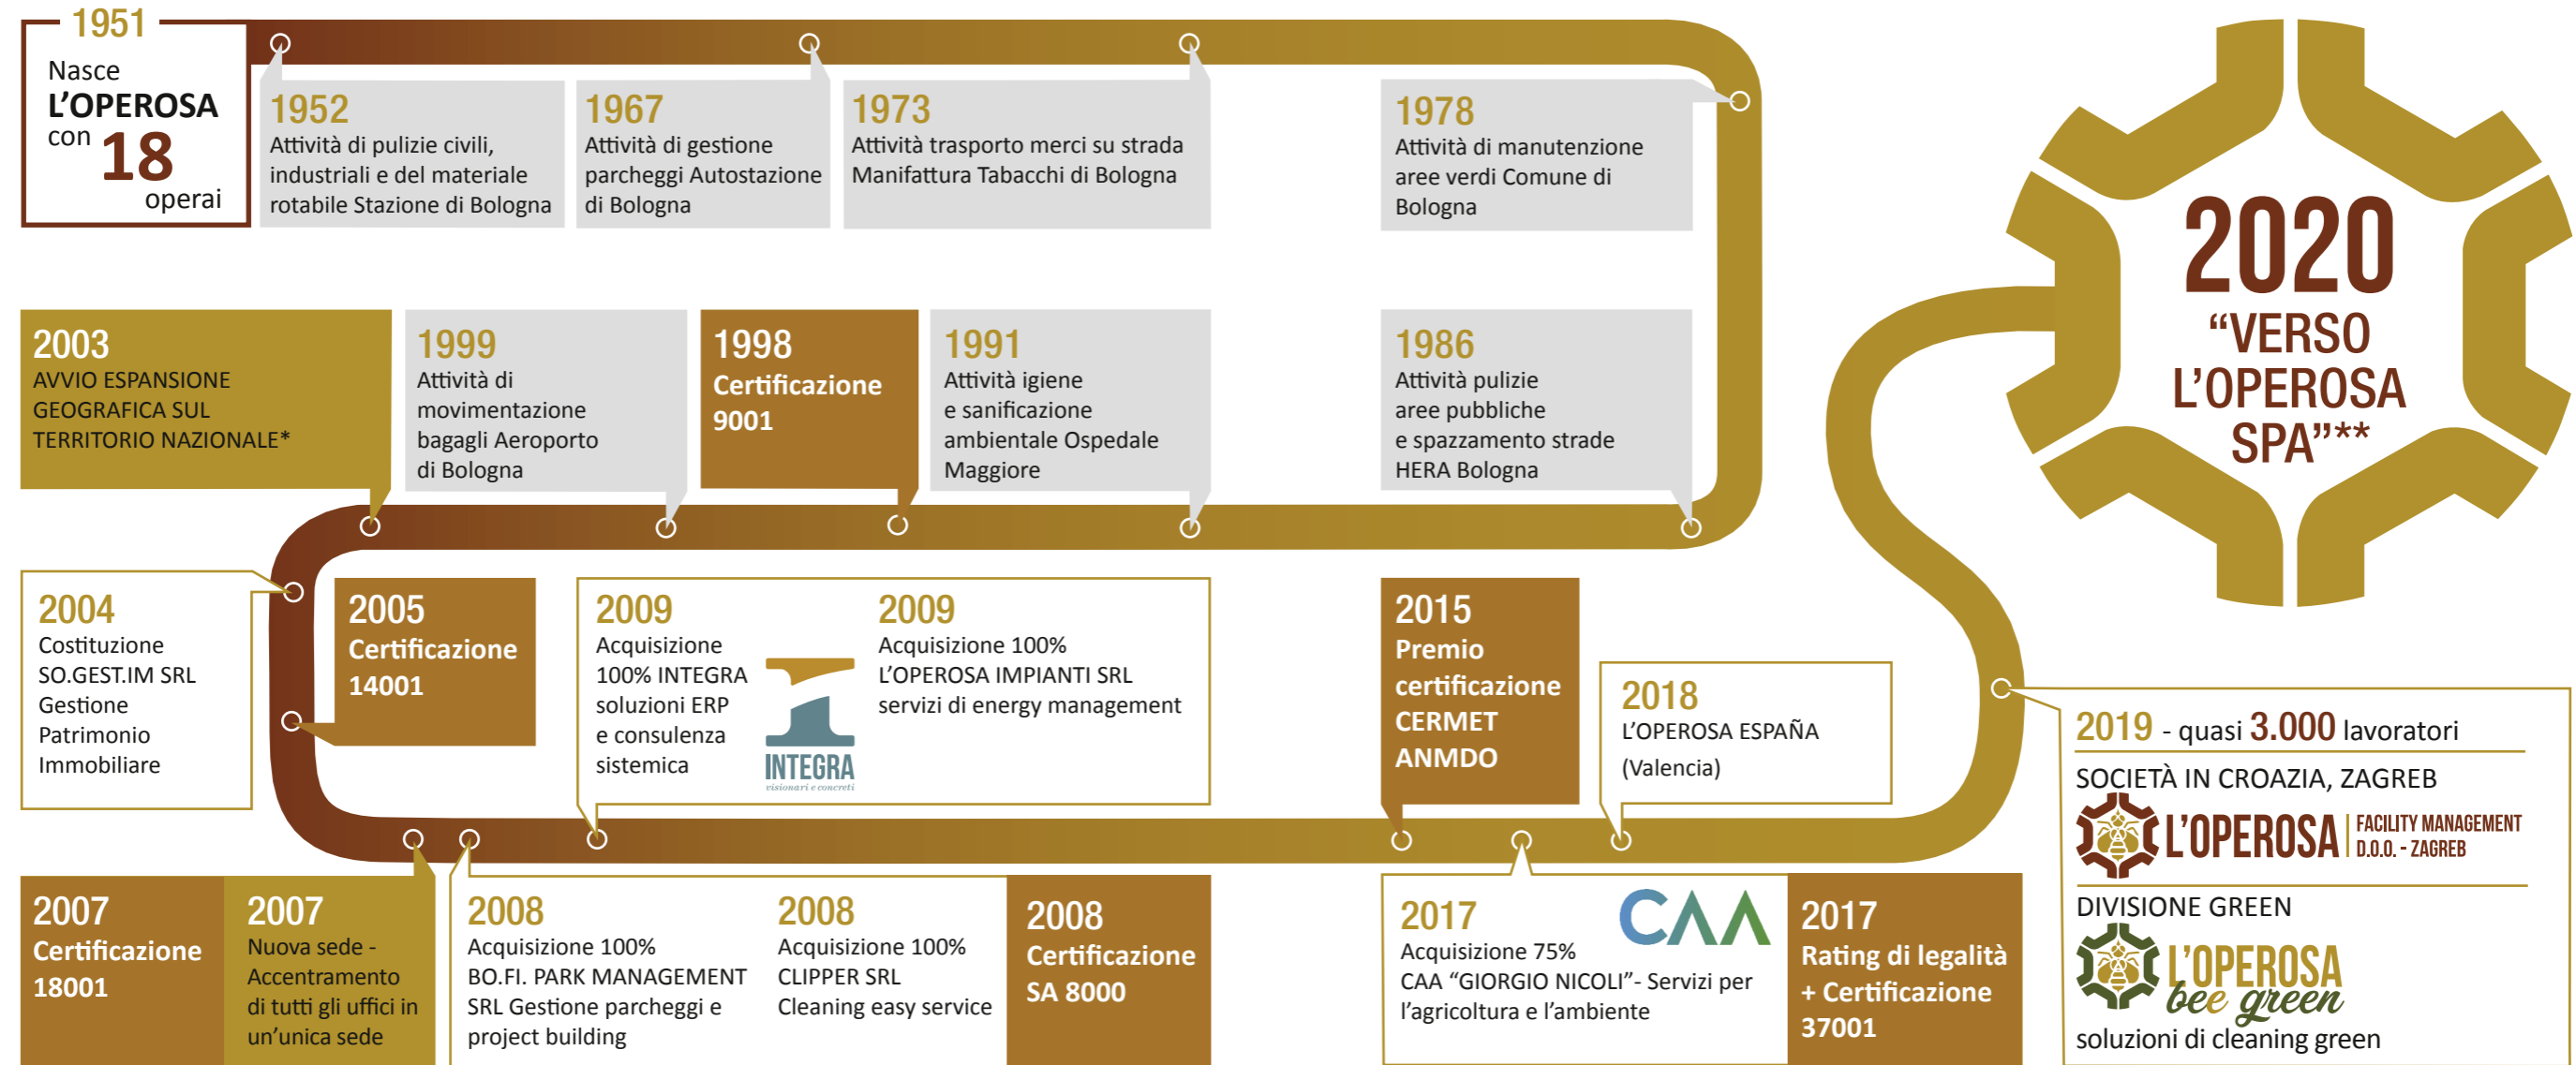 1951
Nasce
L'OPEROSA
con 18
operai
1952
Attività di pulizie civili,
industriali e del materiale
rotabile Stazione di Bologna
1967
Attività di gestione
parcheggi Autostazione
di Bologna
1973
Attività trasporto merci su strada
Manifattura Tabacchi di Bologna
1978
Attività di manutenzione
aree verdi Comune di
Bologna
1986
Attività pulizie
aree pubbliche
e spazzamento strade
HERA Bologna
1991
Attività igiene
e sanificazione
ambientale Ospedale
Maggiore
1998
Certificazione
9001
1999
Attività di
movimentazione
bagagli Aeroporto
di Bologna
2003
AVVIO ESPANSIONE
GEOGRAFICA SUL
TERRITORIO NAZIONALE*
2004
Costituzione
SO.GEST.IM SRL
Gestione
Patrimonio
Immobiliare
2005
Certificazione
14001
2007
Certificazione
18001
2007
Nuova sede -
Accentramento
di tutti gli uffici in
un'unica sede
2008
Acquisizione 100%
BO.FI. PARK MANAGEMENT
SRL Gestione parcheggi e
project building
2008
Acquisizione 100%
CLIPPER SRL
Cleaning easy service
2008
Certificazione
SA 8000
2009
Acquisizione
100% INTEGRA
soluzioni ERP
e consulenza
sistemica
INTEGRA
visionari e concreti
2009
Acquisizione 100%
L'OPEROSA IMPIANTI SRL
servizi di energy management
2015
Premio
certificazione
CERMET
ANMDO
2017
Acquisizione 75%
CAA "GIORGIO NICOLI"- Servizi per
l'agricoltura e l'ambiente
CAA
2017
Rating di legalità
+ Certificazione
37001
2018
L'OPEROSA ESPAÑA
(Valencia)
2019 - quasi 3.000 lavoratori
SOCIETÀ IN CROAZIA, ZAGREB
L'OPEROSA
FACILITY MANAGEMENT
D.O.O. - ZAGREB
DIVISIONE GREEN
L'OPEROSA
bee green
soluzioni di cleaning green
2020
"VERSO
L'OPEROSA
SPA"**